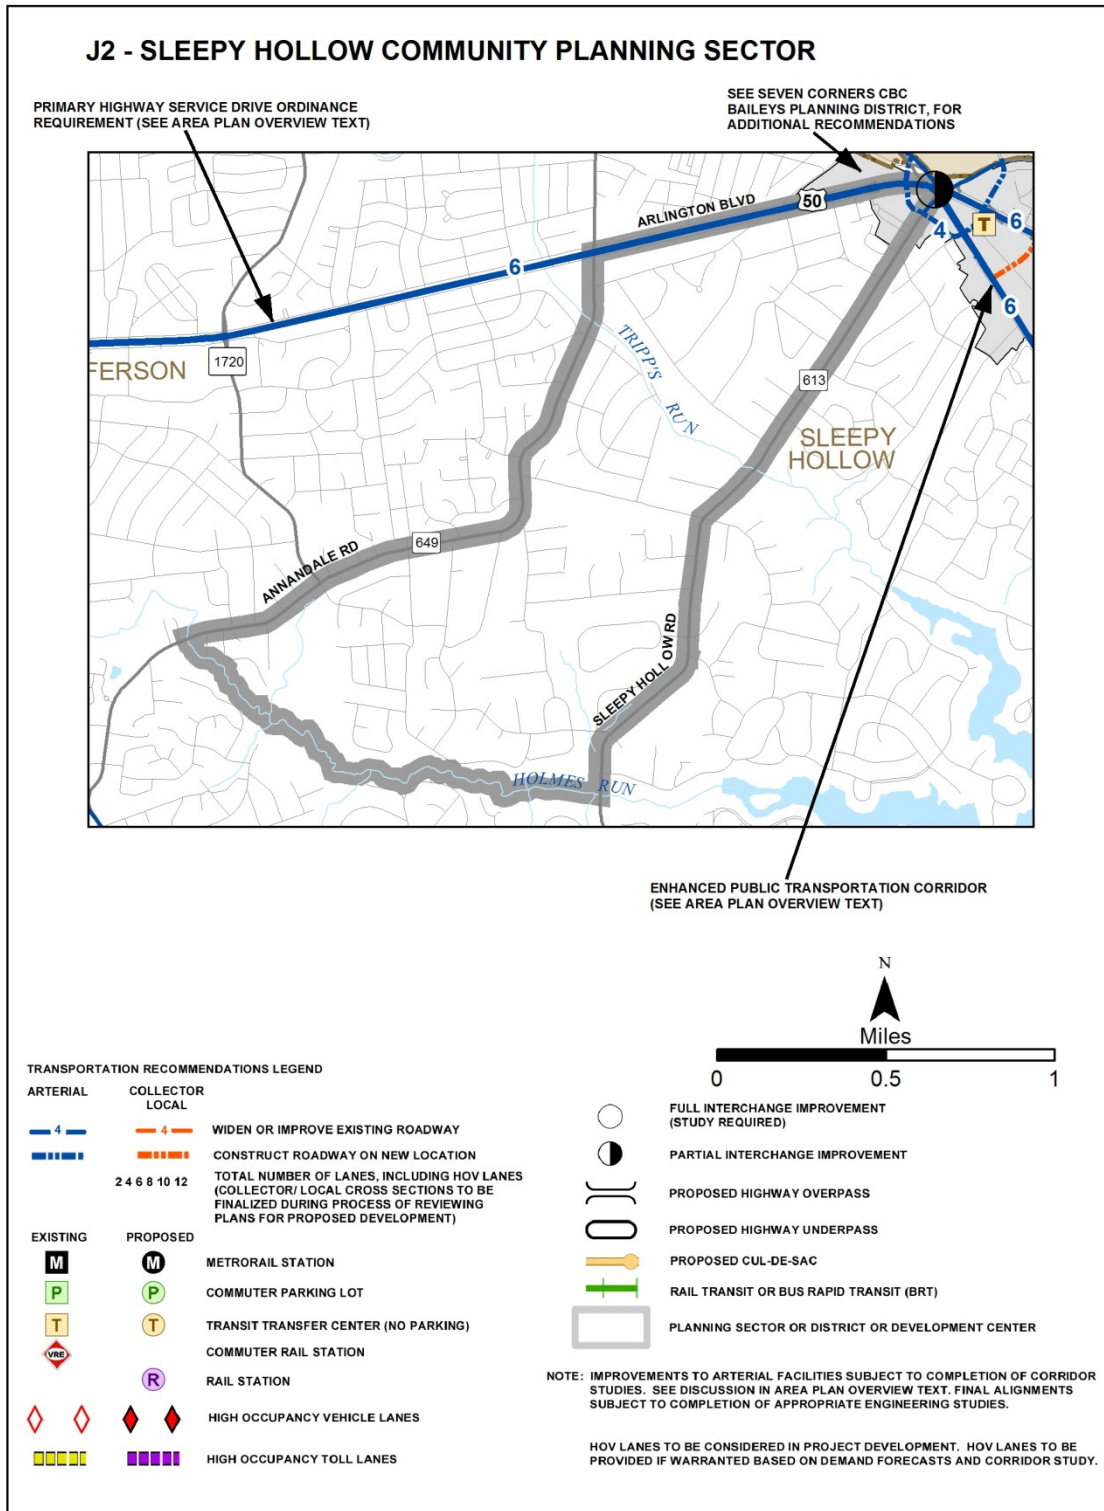 J2 - SLEEPY HOLLOW COMMUNITY PLANNING SECTOR
PRIMARY HIGHWAY SERVICE DRIVE ORDINANCE
REQUIREMENT (SEE AREA PLAN OVERVIEW TEXT)
SEE SEVEN CORNERS CBC
BAILEYS PLANNING DISTRICT, FOR
ADDITIONAL RECOMMENDATIONS
ARLINGTON BLVD
50
6
4
6
6
6
1720
FERSON
TRIPP'S
RUN
613
SLEEPY
HOLLOW
649
ANNANDALE RD
SLEEPY HOLLOW RD
HOLMES RUN
ENHANCED PUBLIC TRANSPORTATION CORRIDOR
(SEE AREA PLAN OVERVIEW TEXT)
N
Miles
0 0.5 1
TRANSPORTATION RECOMMENDATIONS LEGEND
ARTERIAL
COLLECTOR
LOCAL
4 4 WIDEN OR IMPROVE EXISTING ROADWAY
CONSTRUCT ROADWAY ON NEW LOCATION
2 4 6 8 10 12 TOTAL NUMBER OF LANES, INCLUDING HOV LANES
(COLLECTOR/ LOCAL CROSS SECTIONS TO BE
FINALIZED DURING PROCESS OF REVIEWING
PLANS FOR PROPOSED DEVELOPMENT)
EXISTING PROPOSED
M M METRORAIL STATION
P P COMMUTER PARKING LOT
T T TRANSIT TRANSFER CENTER (NO PARKING)
VRE COMMUTER RAIL STATION
R RAIL STATION
HIGH OCCUPANCY VEHICLE LANES
HIGH OCCUPANCY TOLL LANES
FULL INTERCHANGE IMPROVEMENT
(STUDY REQUIRED)
PARTIAL INTERCHANGE IMPROVEMENT
PROPOSED HIGHWAY OVERPASS
PROPOSED HIGHWAY UNDERPASS
PROPOSED CUL-DE-SAC
RAIL TRANSIT OR BUS RAPID TRANSIT (BRT)
PLANNING SECTOR OR DISTRICT OR DEVELOPMENT CENTER
NOTE: IMPROVEMENTS TO ARTERIAL FACILITIES SUBJECT TO COMPLETION OF CORRIDOR
STUDIES. SEE DISCUSSION IN AREA PLAN OVERVIEW TEXT. FINAL ALIGNMENTS
SUBJECT TO COMPLETION OF APPROPRIATE ENGINEERING STUDIES.
HOV LANES TO BE CONSIDERED IN PROJECT DEVELOPMENT. HOV LANES TO BE
PROVIDED IF WARRANTED BASED ON DEMAND FORECASTS AND CORRIDOR STUDY.
T